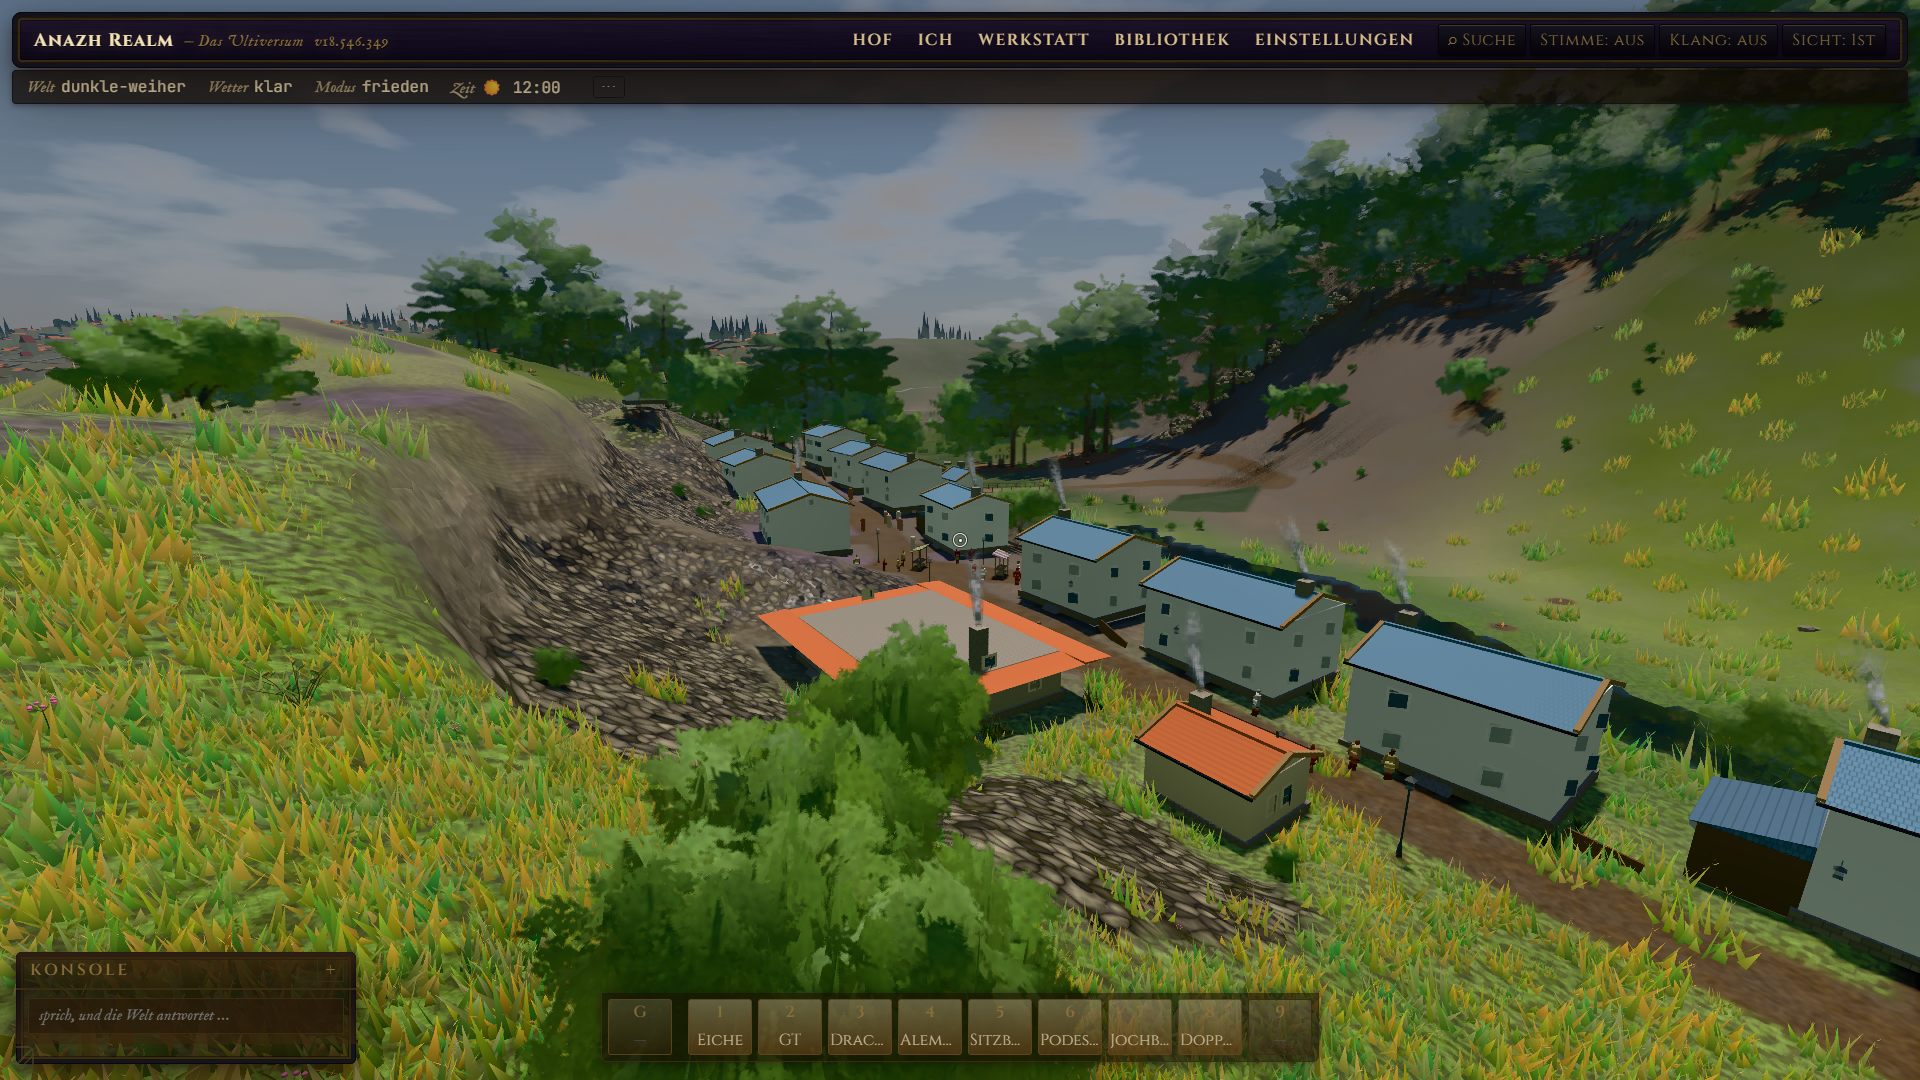 Anazh Realm — Das Ultiversum v18.546.349
HOF ICH WERKSTATT BIBLIOTHEK EINSTELLUNGEN
⌕ SUCHE STIMME: AUS KLANG: AUS SICHT: IST
Welt dunkle-weiher Wetter klar Modus frieden Zeit 12:00 ...
KONSOLE +
sprich, und die Welt antwortet ...
G 1 2 3 4 5 6 7 8 9
— EICHE GT DRAC... ALEM... SITZB... PODES... JOCHB... DOPP... —